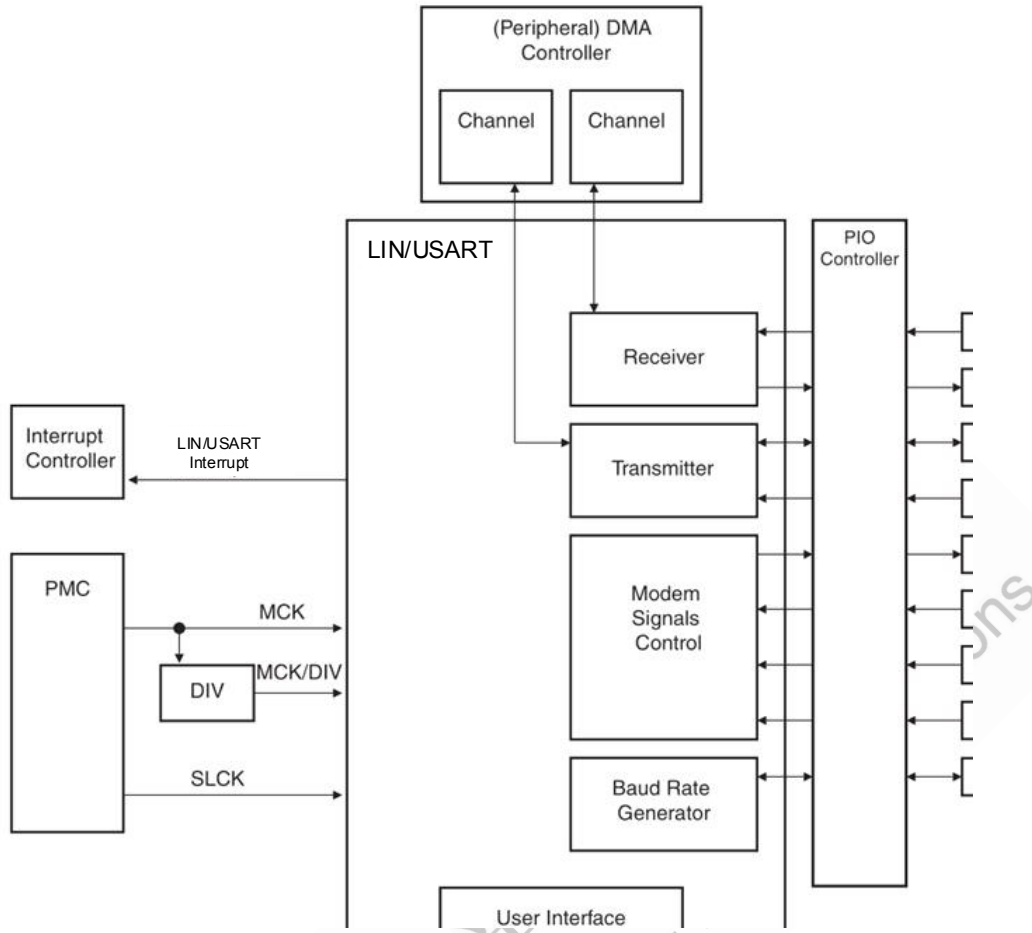 (Peripheral) DMA
Controller
Channel
Channel
LIN/USART
PIO
Controller
Receiver
Interrupt
Controller
LIN/USART
Interrupt
Transmitter
PMC
MCK
Modem
Signals
Control
MCK/DIV
DIV
SLCK
Baud Rate
Generator
User Interface